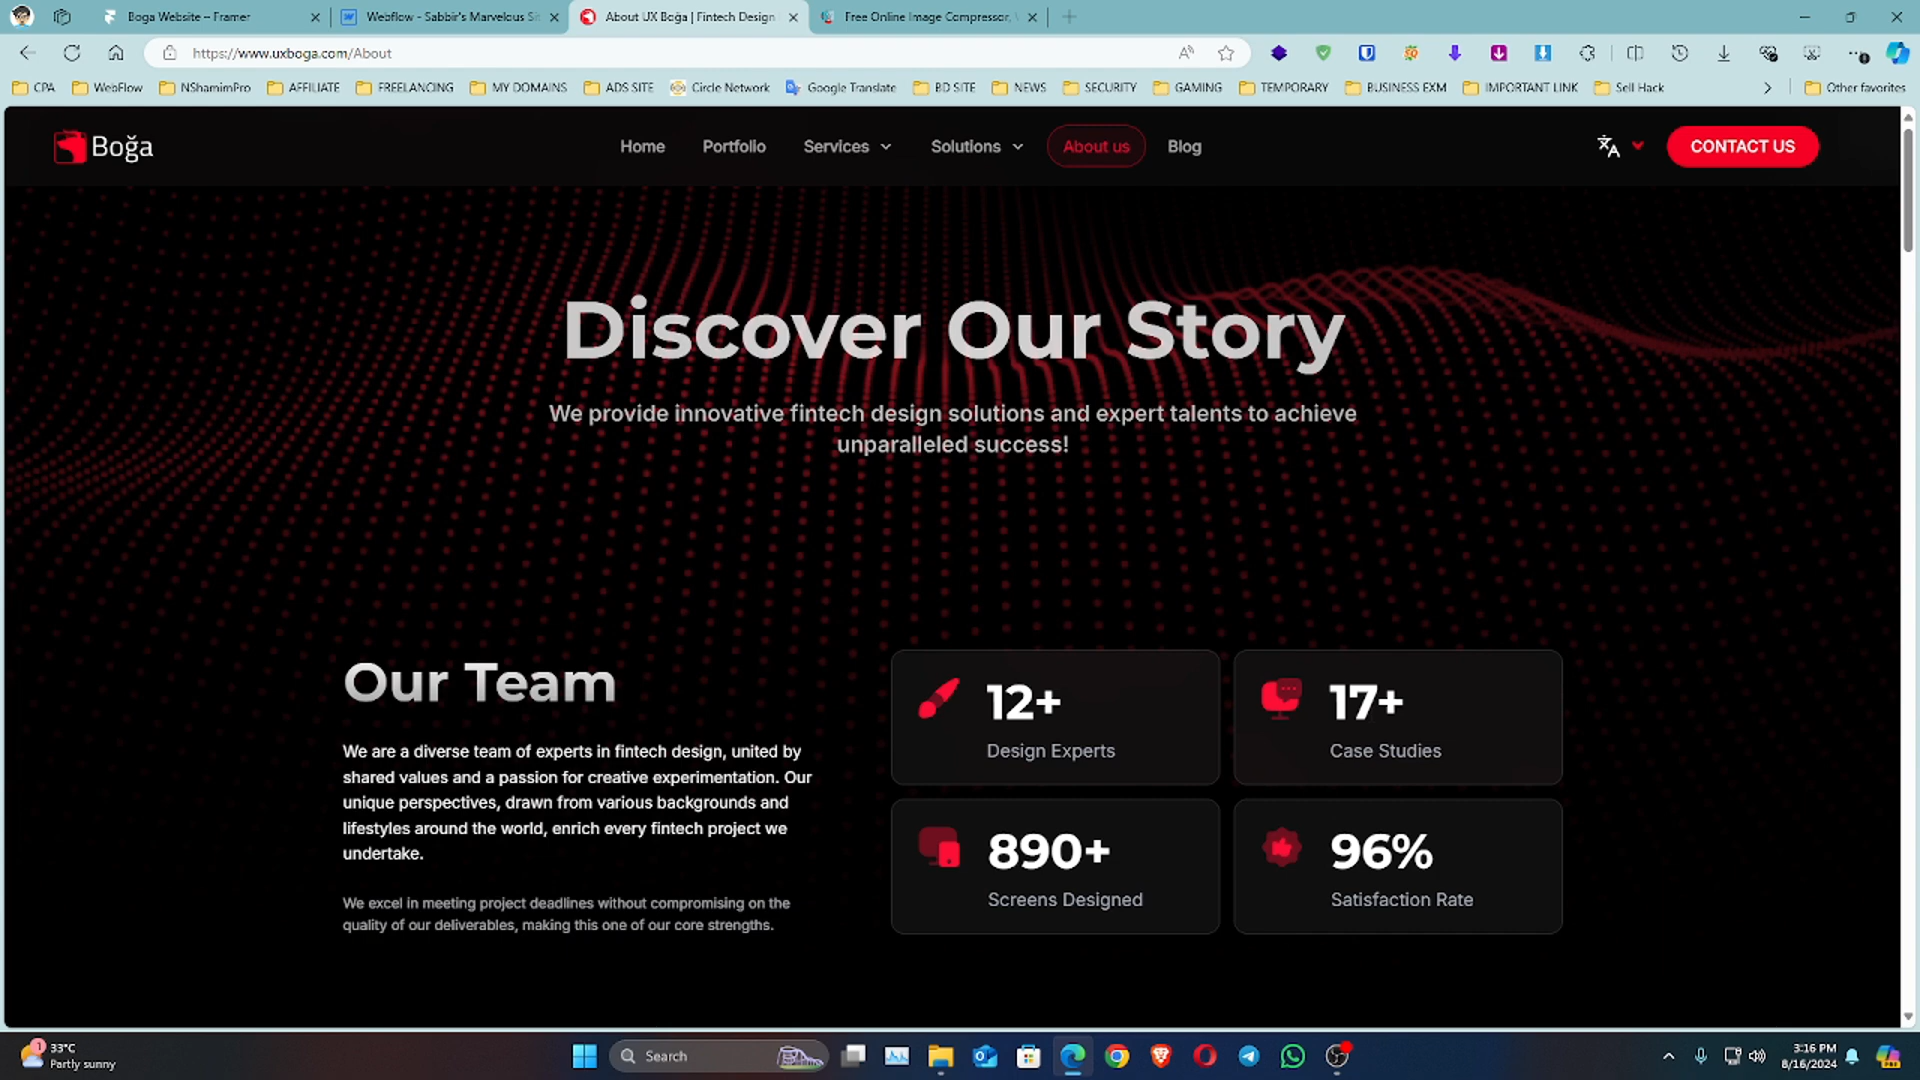 Boga Website – Framer
Webflow - Sabbir's Marvelous Si
About UX Boğa | Fintech Design
Free Online Image Compressor,
https://www.uxboga.com/About
CPA
WebFlow
NShamimPro
AFFILIATE
FREELANCING
MY DOMAINS
ADS SITE
Circle Network
Google Translate
BD SITE
NEWS
SECURITY
GAMING
TEMPORARY
BUSINESS EXM
IMPORTANT LINK
Sell Hack
Other favorites
Boğa
Home
Portfolio
Services
Solutions
About us
Blog
CONTACT US
Discover Our Story
We provide innovative fintech design solutions and expert talents to achieve
unparalleled success!
Our Team
We are a diverse team of experts in fintech design, united by
shared values and a passion for creative experimentation. Our
unique perspectives, drawn from various backgrounds and
lifestyles around the world, enrich every fintech project we
undertake.
We excel in meeting project deadlines without compromising on the
quality of our deliverables, making this one of our core strengths.
12+
Design Experts
17+
Case Studies
890+
Screens Designed
96%
Satisfaction Rate
1
33°C
Partly sunny
Search
3:16 PM
8/16/2024